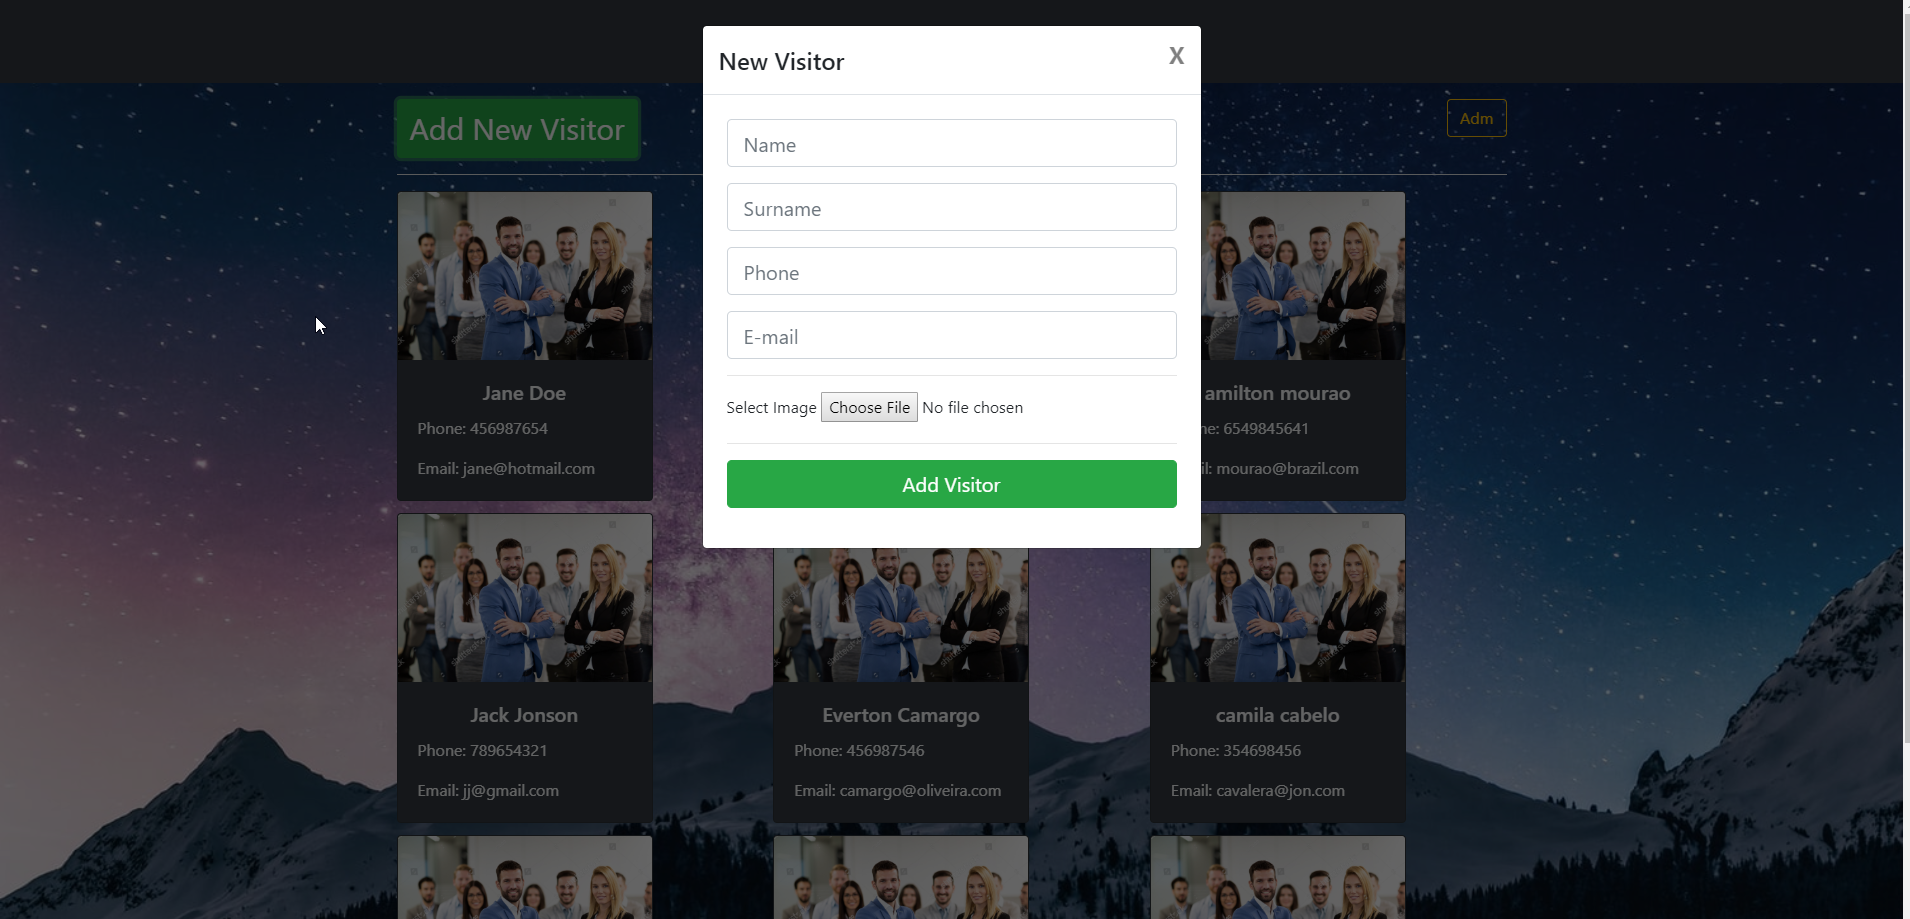 New Visitor
X
Name
Surname
Phone
E-mail
Select Image Choose File No file chosen
Add Visitor
Add New Visitor
Adm
Jane Doe
Phone: 456987654
Email: jane@hotmail.com
amilton mourao
ne: 6549845641
il: mourao@brazil.com
Jack Jonson
Phone: 789654321
Email: jj@gmail.com
Everton Camargo
Phone: 456987546
Email: camargo@oliveira.com
camila cabelo
Phone: 354698456
Email: cavalera@jon.com